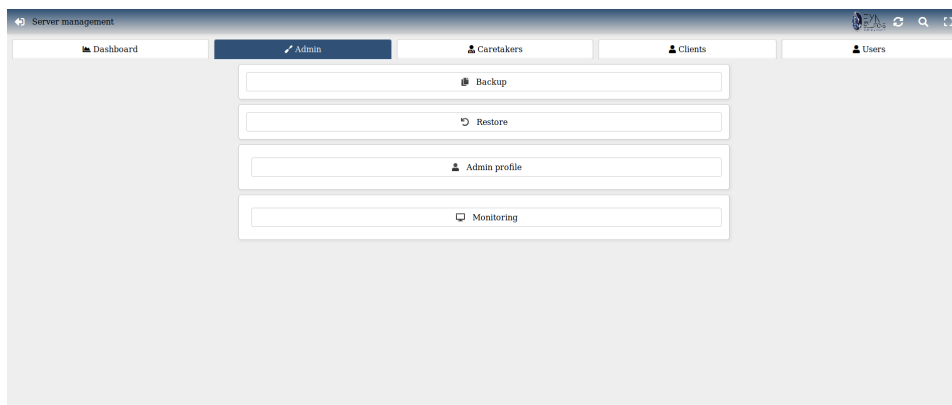 Server management
Dashboard
Admin
Caretakers
Clients
Users
Backup
Restore
Admin profile
Monitoring